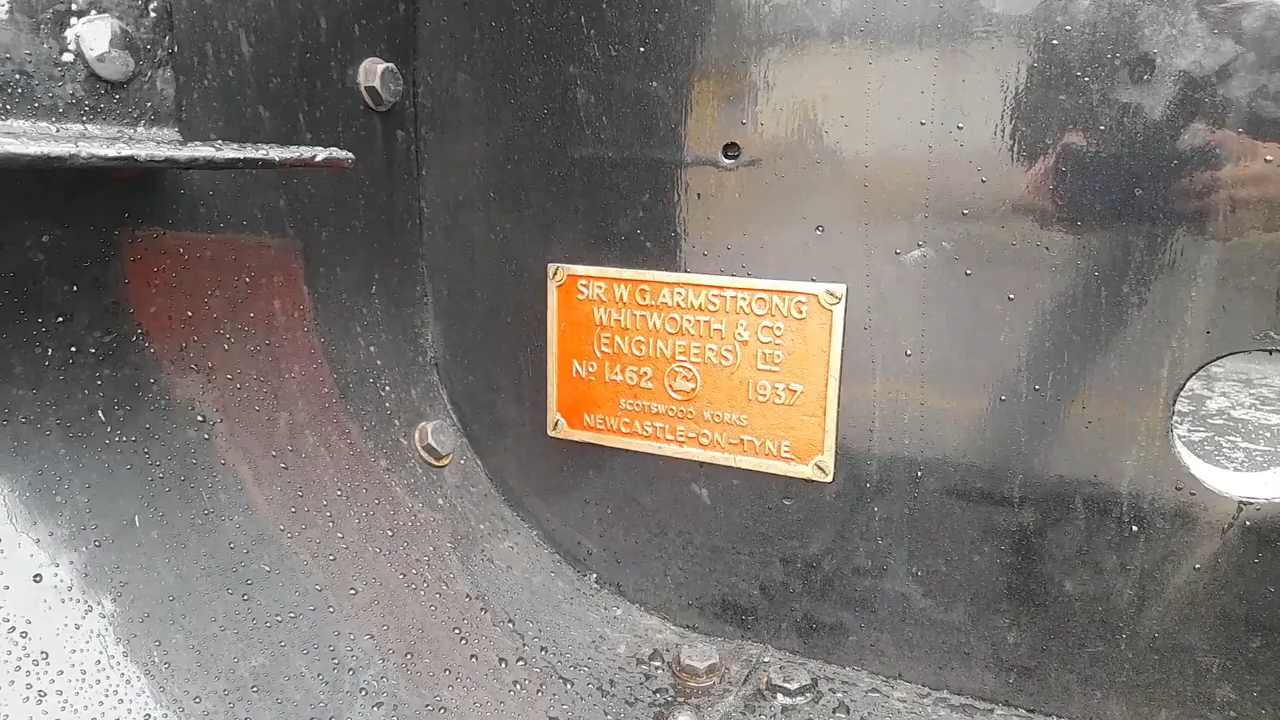 SIR W.G. ARMSTRONG
WHITWORTH & Co
(ENGINEERS) LTD
No 1462 1937
SCOTSWOOD WORKS
NEWCASTLE-ON-TYNE